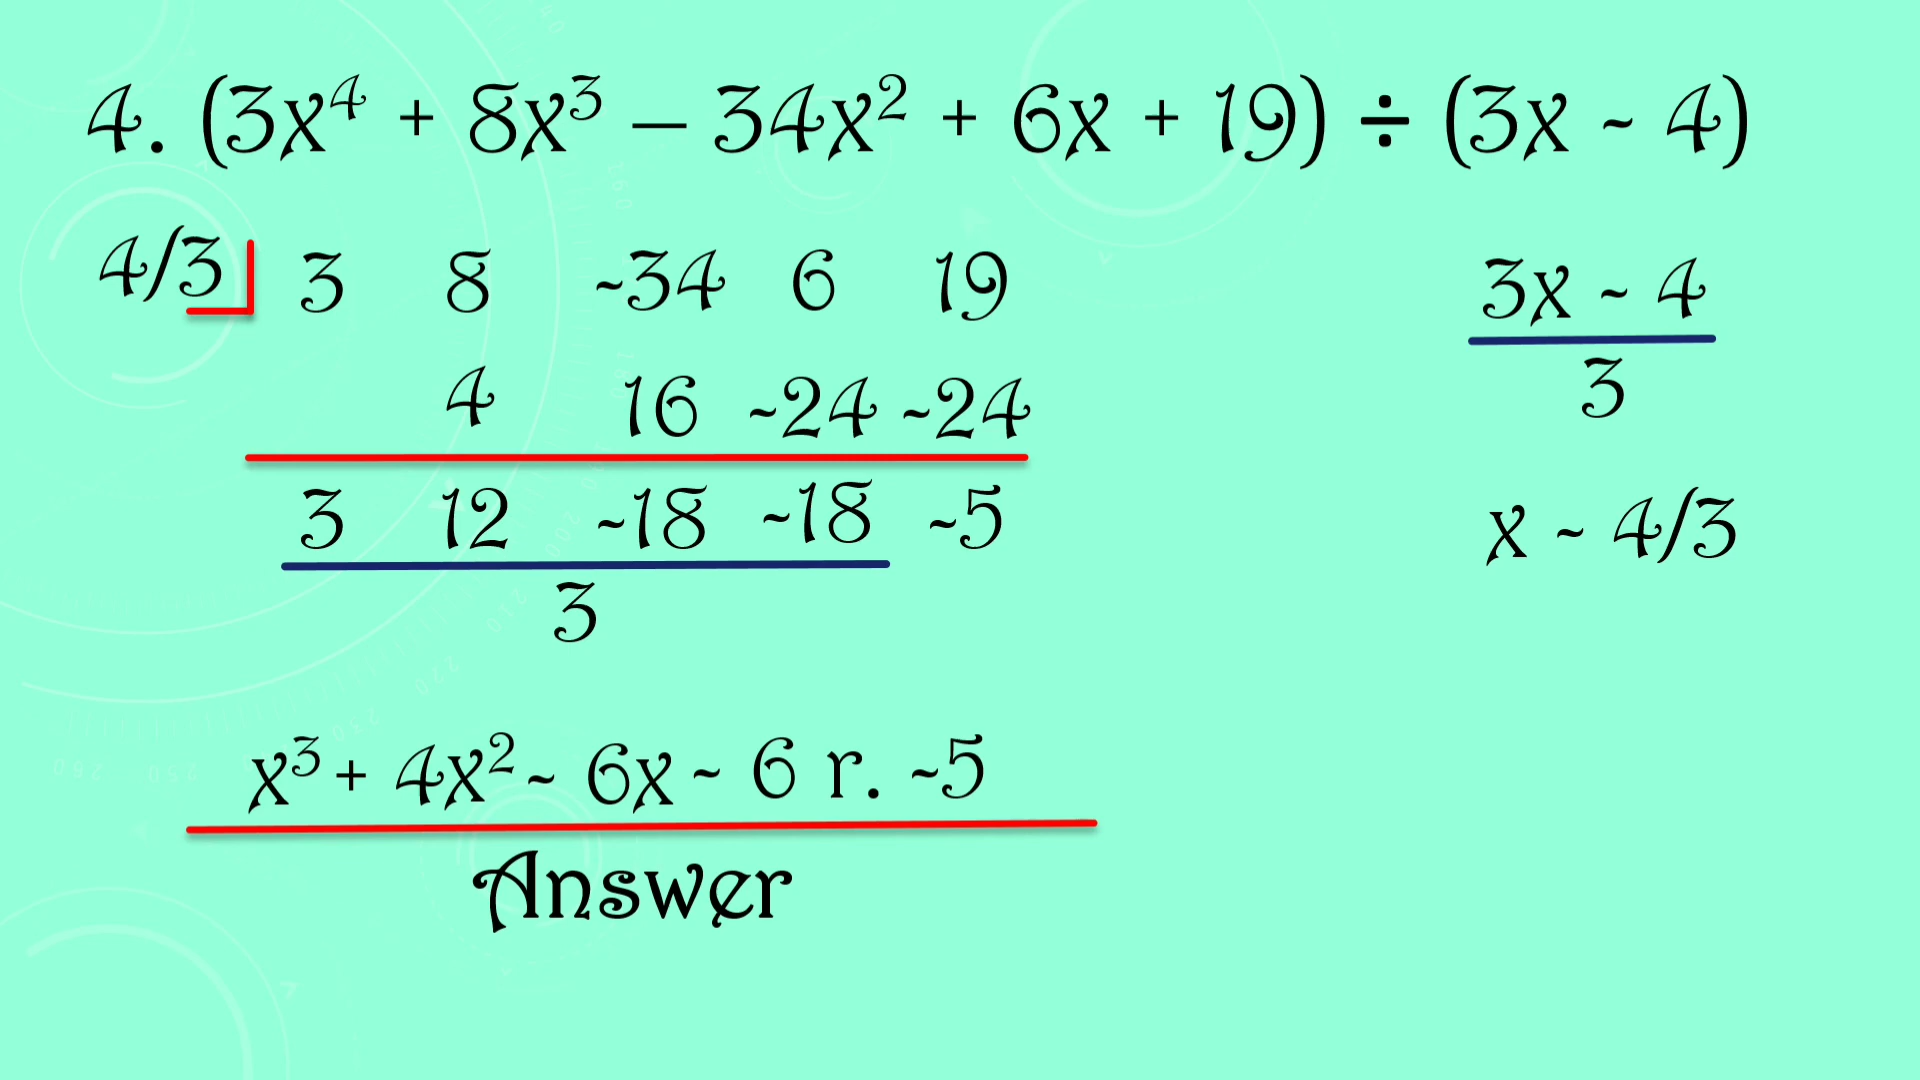 4. (3x⁴ + 8x³ – 34x² + 6x + 19) ÷ (3x - 4)
4/3 3 8 -34 6 19
4 16 -24 -24
3 12 -18 -18 -5
3
3x - 4
3
x - 4/3
x³ + 4x² - 6x - 6 r. -5
Answer